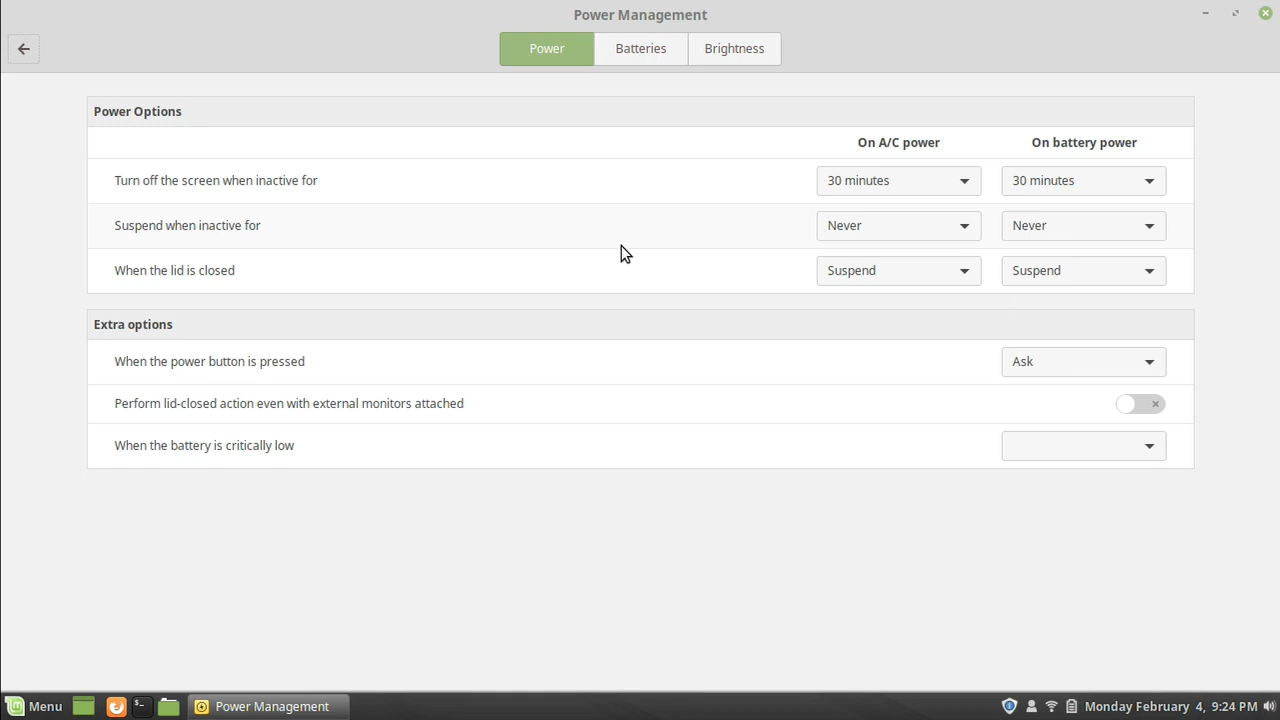 Power Management
Power Batteries Brightness
Power Options
On A/C power On battery power
Turn off the screen when inactive for 30 minutes 30 minutes
Suspend when inactive for Never Never
When the lid is closed Suspend Suspend
Extra options
When the power button is pressed Ask
Perform lid-closed action even with external monitors attached
When the battery is critically low
Menu Power Management Monday February 4, 9:24 PM